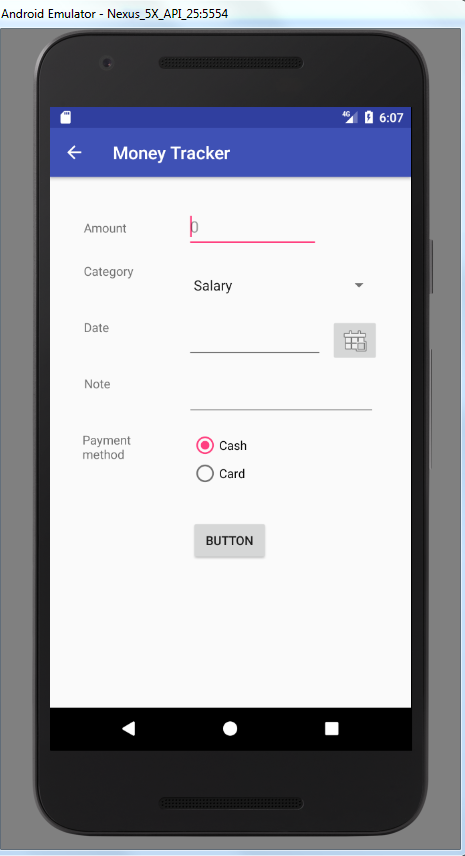 Android Emulator - Nexus_5X_API_25:5554
4G 6:07
Money Tracker
Amount 0
Category
Salary
Date
Note
Payment
method
Cash
Card
BUTTON